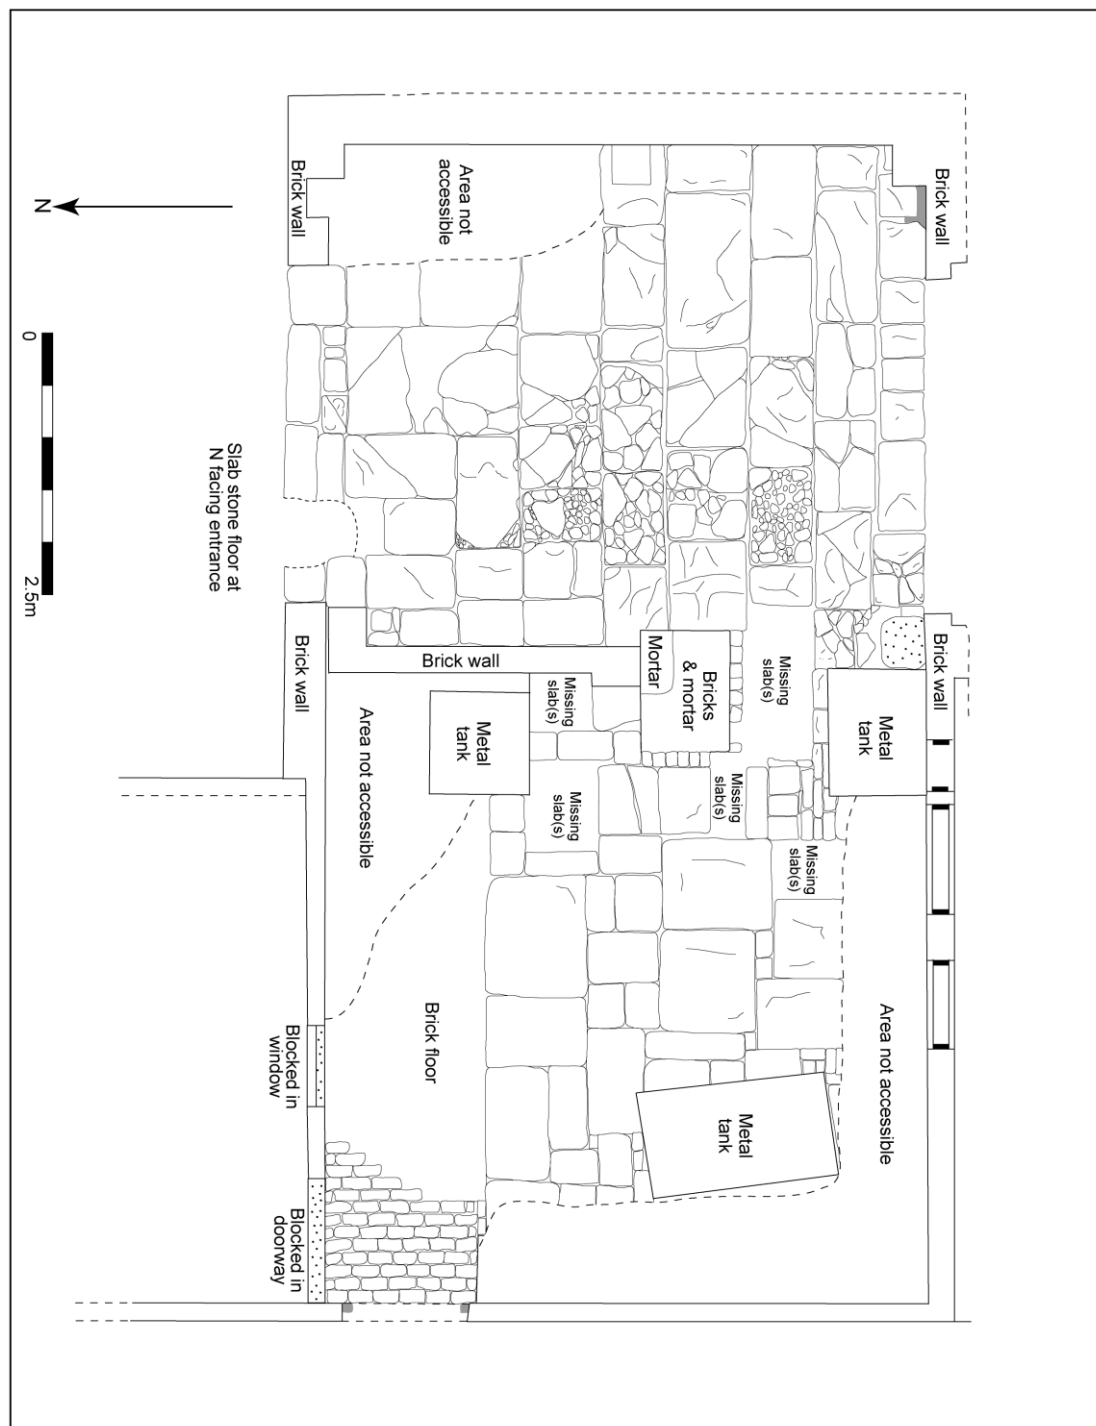 Brick wall
Area not
accessible
Brick wall
N
0
2.5m
Slab stone floor at
N facing entrance
Brick wall
Brick wall
Mortar
Bricks
& mortar
Missing
slab(s)
Brick wall
Metal
tank
Missing
slab(s)
Metal
tank
Area not accessible
Missing
slab(s)
Missing
slab(s)
Missing
slab(s)
Brick floor
Area not accessible
Metal
tank
Blocked in
window
Blocked in
doorway